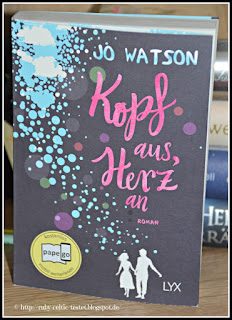 JO WATSON
Kopf
aus,
Herz
an
ROMAN
papego
LYX
© http://ruby-celtic-testet.blogspot.de